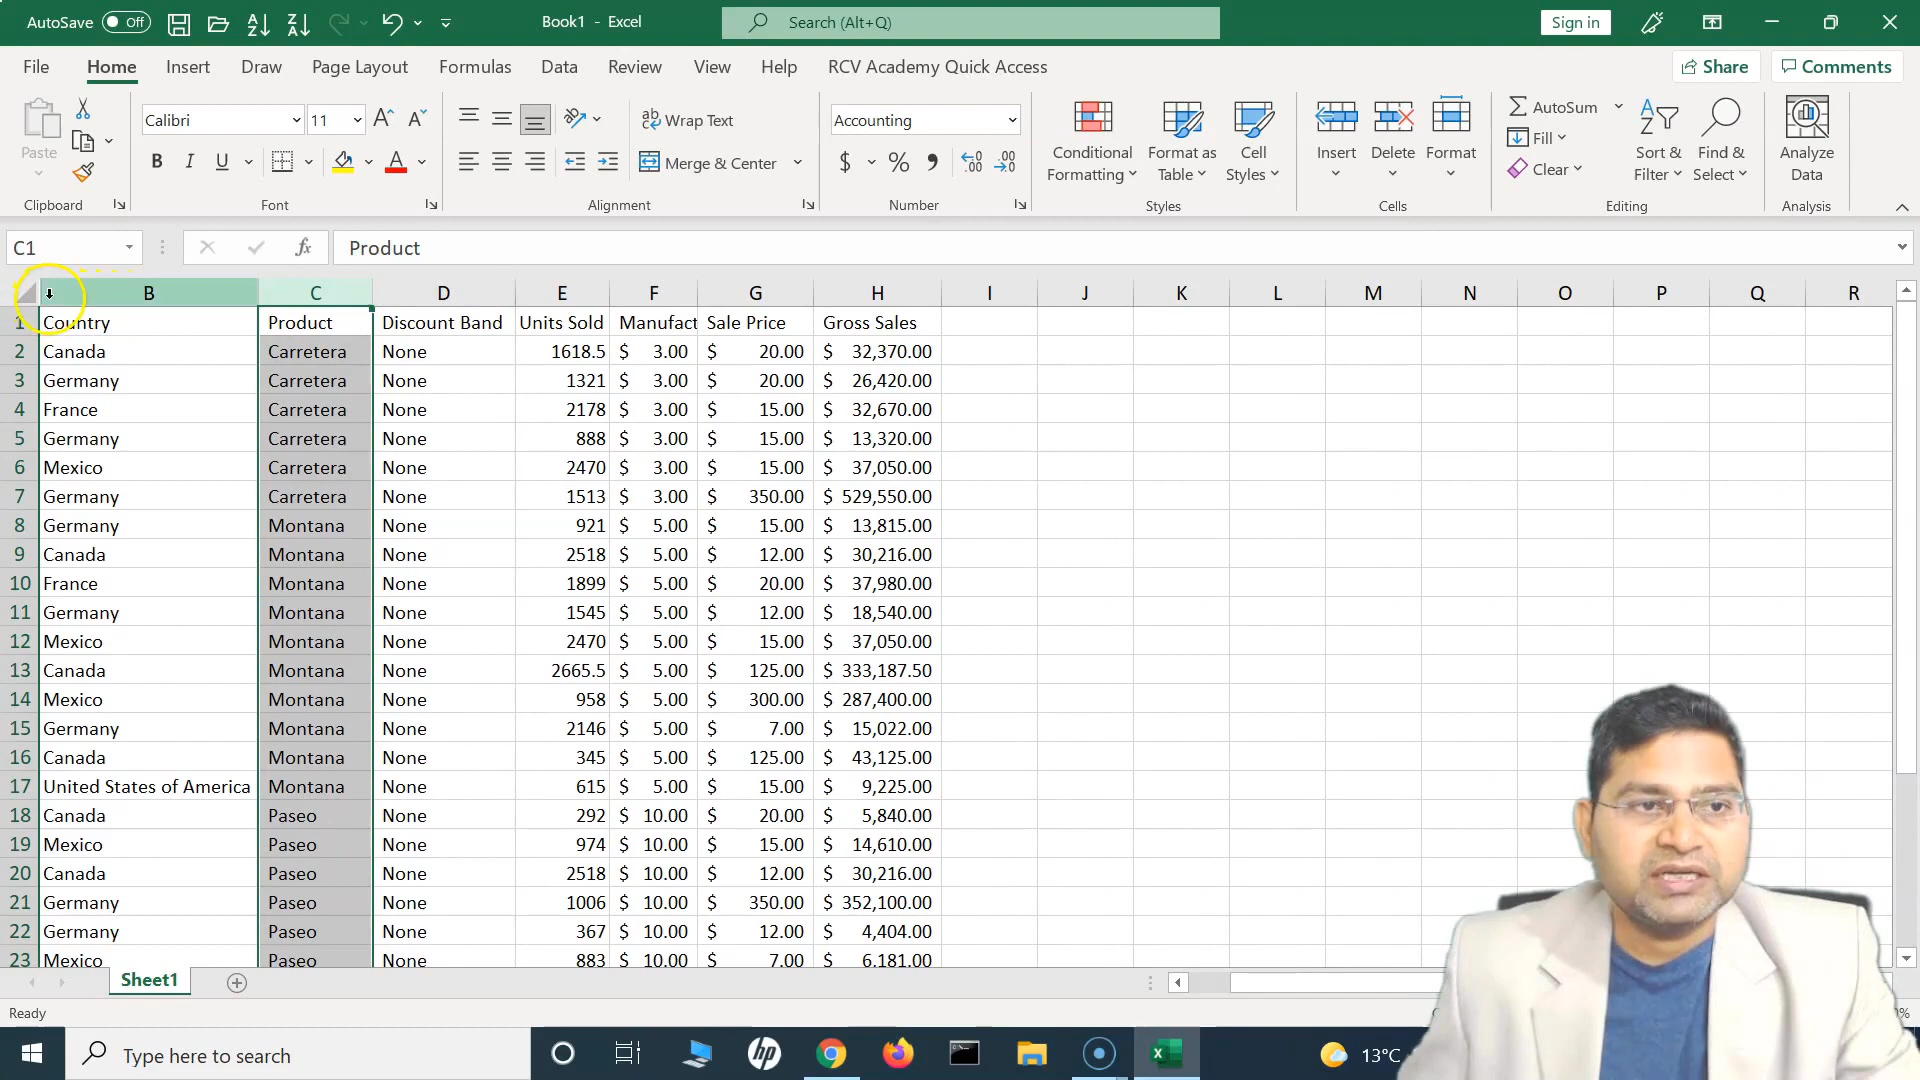 AutoSave Off Book1 - Excel Search (Alt+Q) Sign in
File Home Insert Draw Page Layout Formulas Data Review View Help RCV Academy Quick Access Share Comments
Paste Calibri 11 Wrap Text Accounting Conditional Formatting Format as Table Cell Styles Insert Delete Format AutoSum Fill Clear Sort & Filter Find & Select Analyze Data
B I U A Merge & Center $ %
Clipboard Font Alignment Number Styles Cells Editing Analysis
C1 fx Product
B C D E F G H I J K L M N O P Q R
1 Country Product Discount Band Units Sold Manufact Sale Price Gross Sales
2 Canada Carretera None 1618.5 $ 3.00 $ 20.00 $ 32,370.00
3 Germany Carretera None 1321 $ 3.00 $ 20.00 $ 26,420.00
4 France Carretera None 2178 $ 3.00 $ 15.00 $ 32,670.00
5 Germany Carretera None 888 $ 3.00 $ 15.00 $ 13,320.00
6 Mexico Carretera None 2470 $ 3.00 $ 15.00 $ 37,050.00
7 Germany Carretera None 1513 $ 3.00 $ 350.00 $ 529,550.00
8 Germany Montana None 921 $ 5.00 $ 15.00 $ 13,815.00
9 Canada Montana None 2518 $ 5.00 $ 12.00 $ 30,216.00
10 France Montana None 1899 $ 5.00 $ 20.00 $ 37,980.00
11 Germany Montana None 1545 $ 5.00 $ 12.00 $ 18,540.00
12 Mexico Montana None 2470 $ 5.00 $ 15.00 $ 37,050.00
13 Canada Montana None 2665.5 $ 5.00 $ 125.00 $ 333,187.50
14 Mexico Montana None 958 $ 5.00 $ 300.00 $ 287,400.00
15 Germany Montana None 2146 $ 5.00 $ 7.00 $ 15,022.00
16 Canada Montana None 345 $ 5.00 $ 125.00 $ 43,125.00
17 United States of America Montana None 615 $ 5.00 $ 15.00 $ 9,225.00
18 Canada Paseo None 292 $ 10.00 $ 20.00 $ 5,840.00
19 Mexico Paseo None 974 $ 10.00 $ 15.00 $ 14,610.00
20 Canada Paseo None 2518 $ 10.00 $ 12.00 $ 30,216.00
21 Germany Paseo None 1006 $ 10.00 $ 350.00 $ 352,100.00
22 Germany Paseo None 367 $ 10.00 $ 12.00 $ 4,404.00
23 Mexico Paseo None 883 $ 10.00 $ 7.00 $ 6,181.00
Sheet1
Ready
Type here to search hp 13°C